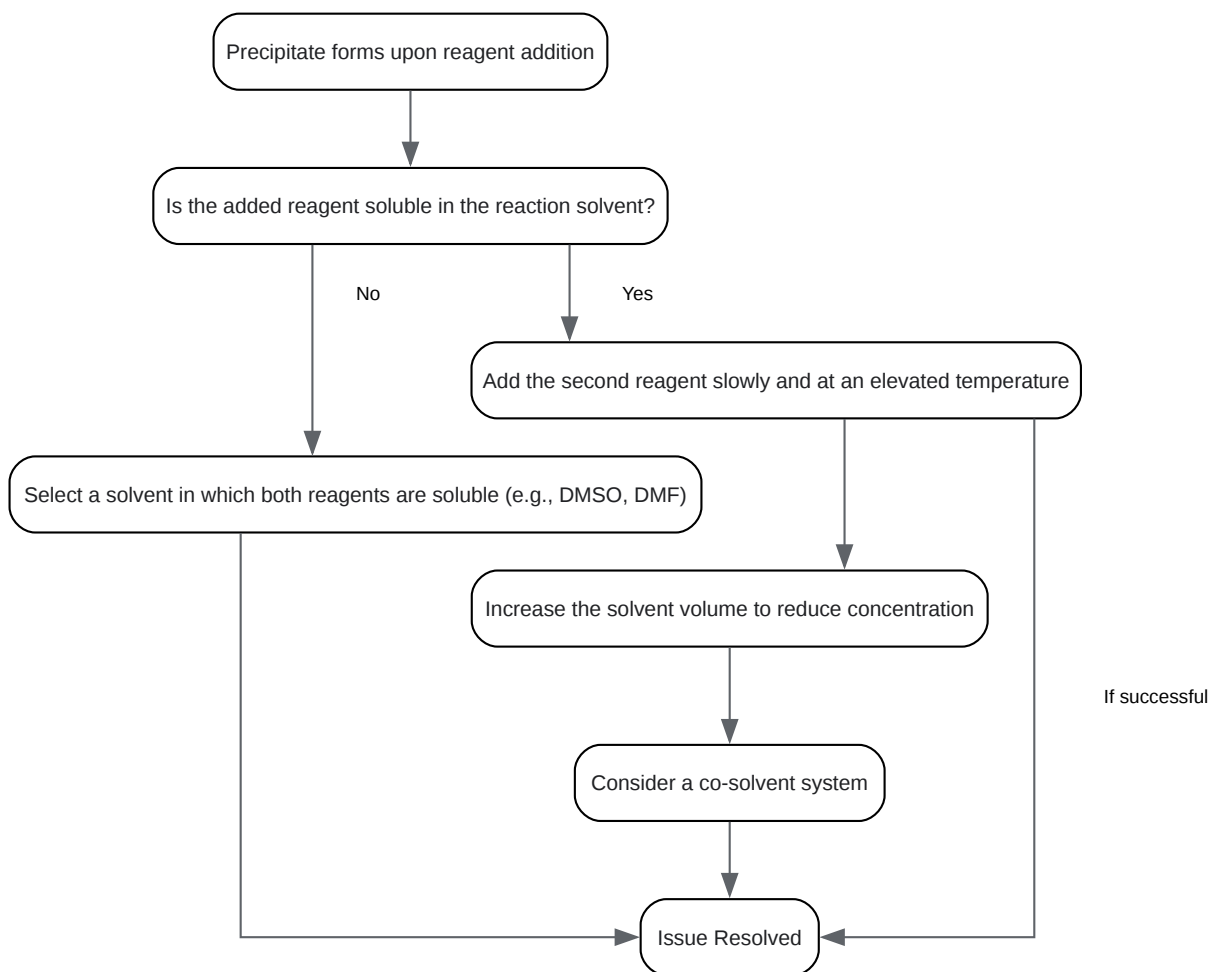 Precipitate forms upon reagent addition
Is the added reagent soluble in the reaction solvent?
No
Yes
Add the second reagent slowly and at an elevated temperature
Select a solvent in which both reagents are soluble (e.g., DMSO, DMF)
Increase the solvent volume to reduce concentration
If successful
Consider a co-solvent system
Issue Resolved